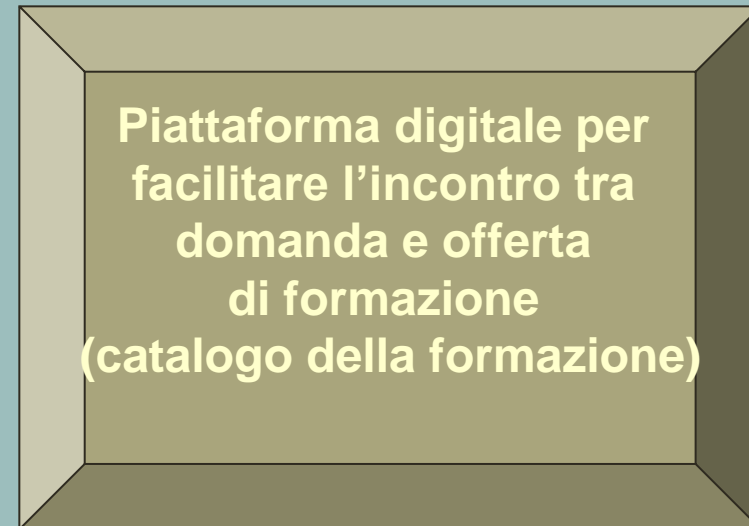 Piattaforma digitale per
facilitare l’incontro tra
domanda e offerta
di formazione
(catalogo della formazione)